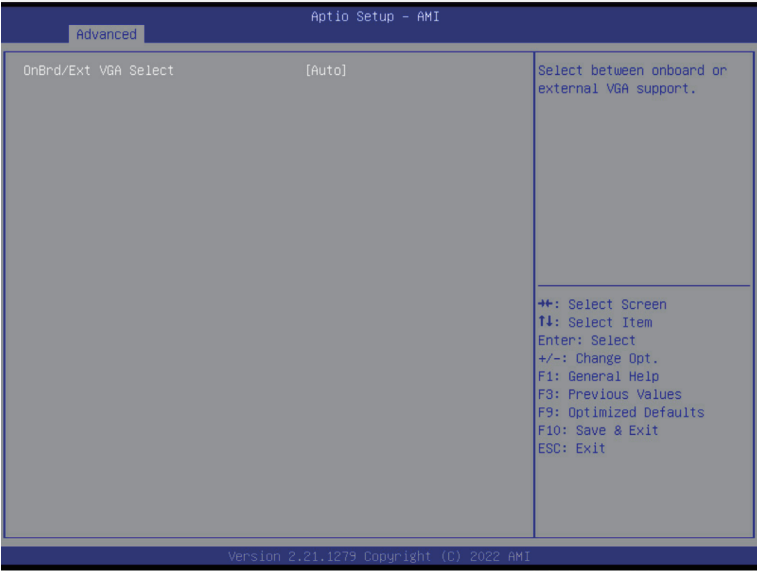 Aptio Setup - AMI
Advanced
OnBrd/Ext VGA Select [Auto]
Select between onboard or
external VGA support.
→←: Select Screen
↑↓: Select Item
Enter: Select
+/-: Change Opt.
F1: General Help
F3: Previous Values
F9: Optimized Defaults
F10: Save & Exit
ESC: Exit
Version 2.21.1279 Copyright (C) 2022 AMI